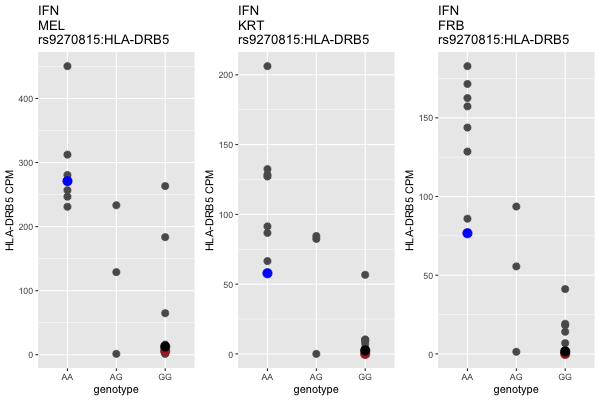 IFN
MEL
rs9270815:HLA-DRB5
HLA-DRB5 CPM
400
300
200
100
0
AA AG GG
genotype
IFN
KRT
rs9270815:HLA-DRB5
HLA-DRB5 CPM
200
150
100
50
0
AA AG GG
genotype
IFN
FRB
rs9270815:HLA-DRB5
HLA-DRB5 CPM
150
100
50
0
AA AG GG
genotype